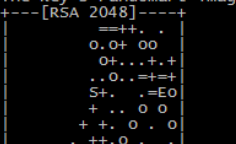 +---[RSA 2048]----+
|        ==++. .  |
|       o.o+ oo   |
|        o+...+.+|
|       ..o..=+=+|
|       S+.  .=Eo|
|       + ..  o o |
|      + +. o . o|
|     . ++.o   . |